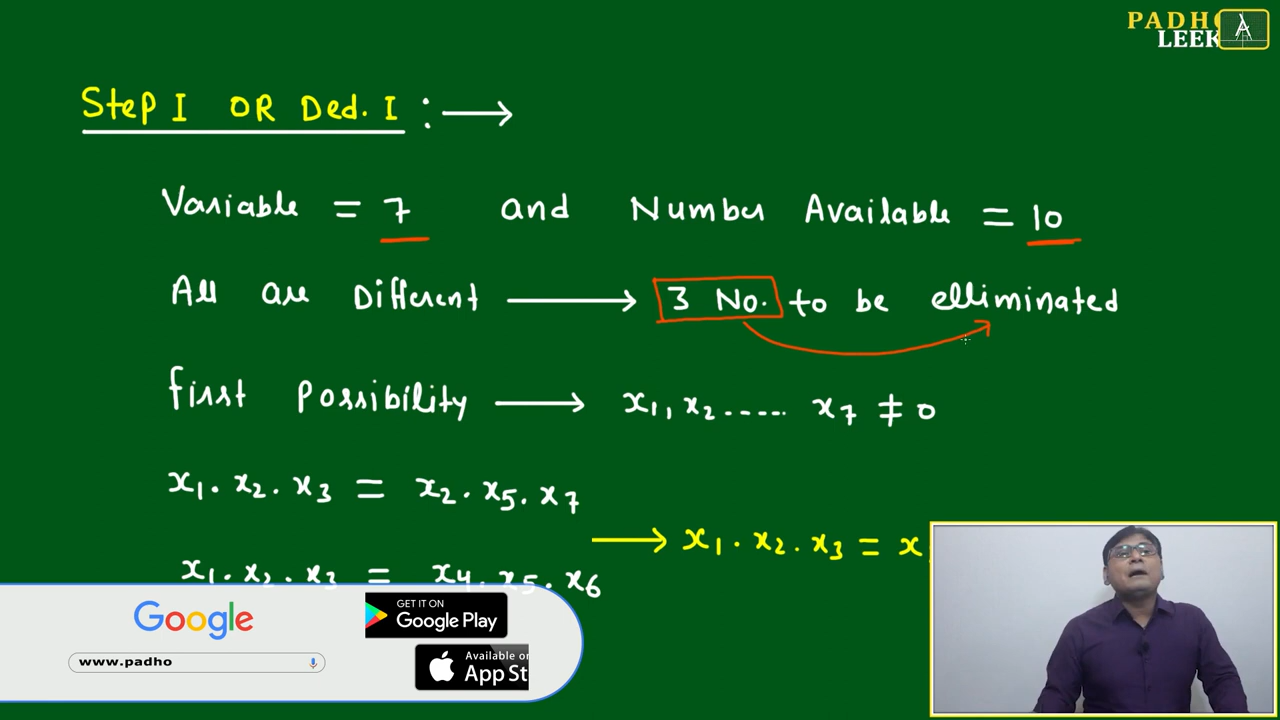 PADHO
LEEK
Step I OR Ded. I :→
Variable = 7 and Number Available = 10
All are Different → 3 No. to be elliminated
first possibility → x₁, x₂ ..... x₇ ≠ 0
x₁. x₂. x₃ = x₂. x₅. x₇
→ x₁. x₂. x₃ = x
x₁. x₂. x₃ = x₄. x₅. x₆
Google
www.padho
GET IT ON
Google Play
Available on
App St